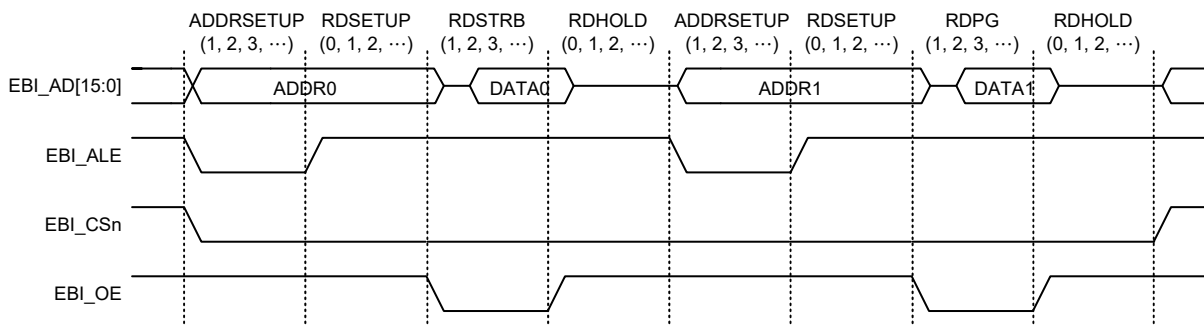 ADDRSETUP RDSETUP RDSTRB RDHOLD ADDRSETUP RDSETUP RDPG RDHOLD
(1, 2, 3, …) (0, 1, 2, …) (1, 2, 3, …) (0, 1, 2, …) (1, 2, 3, …) (0, 1, 2, …) (1, 2, 3, …) (0, 1, 2, …)
EBI_AD[15:0] ADDR0 DATA0 ADDR1 DATA1
EBI_ALE
EBI_CSn
EBI_OE